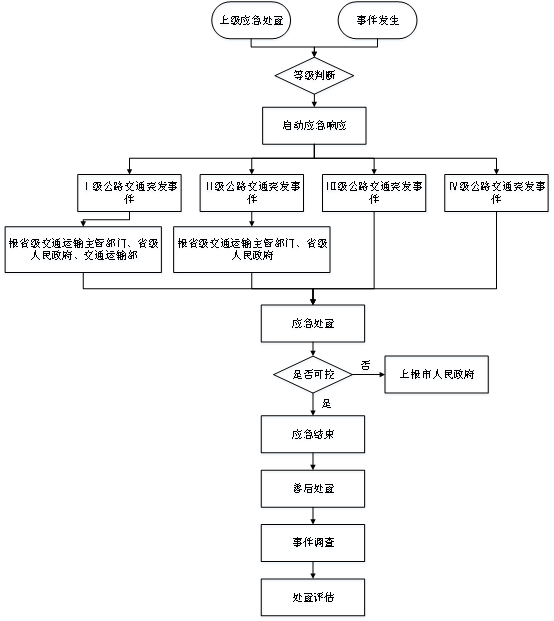 上级应急处置
事件发生
等级判断
启动应急响应
Ⅰ级公路交通突发事
件
II级公路交通突发事
件
III级公路交通突发事
件
Ⅳ级公路交通突发事
件
报省级交通运输主管部门、省级
人民政府、交通运输部
报省级交通运输主管部门、省级
人民政府
应急处置
是否可控
否
上报市人民政府
是
应急结束
善后处置
事件调查
处置评估